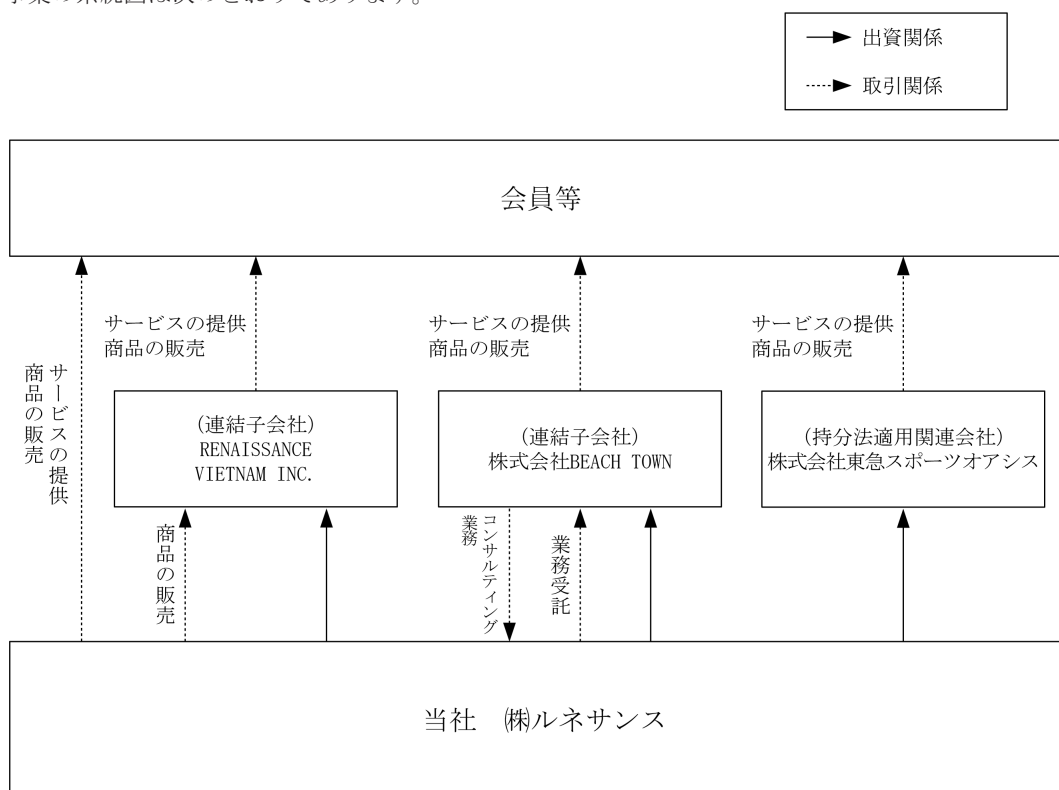 事業の系統図は次のとおりであります。
出資関係
取引関係
会員等
サービスの提供
商品の販売
サービスの提供
商品の販売
サービスの提供
商品の販売
サービスの提供
商品の販売
(連結子会社)
RENAISSANCE
VIETNAM INC.
(連結子会社)
株式会社BEACH TOWN
(持分法適用関連会社)
株式会社東急スポーツオアシス
商品の販売
コンサルティング
業務
業務受託
当社 ㈱ルネサンス